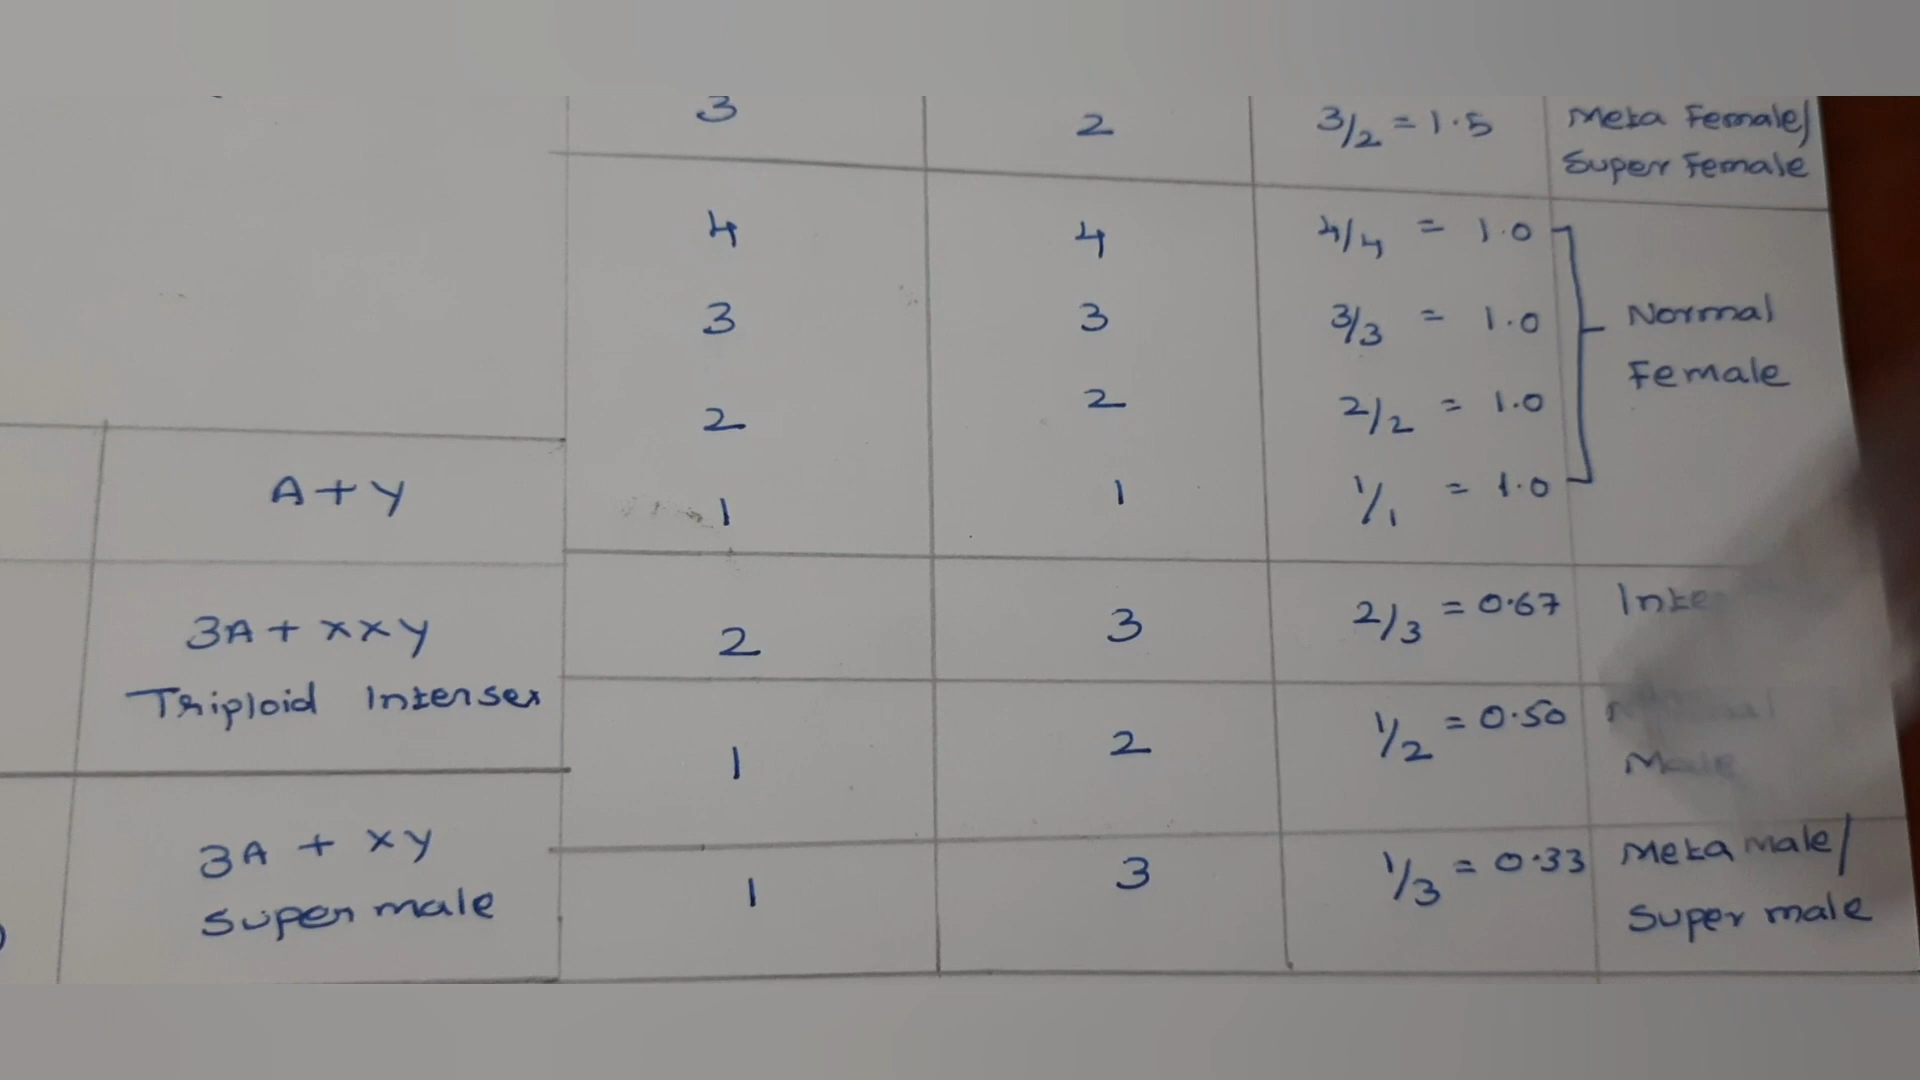 3 2 3/2 = 1.5 Meta Female/
Super Female
4 4 4/4 = 1.0
3 3 3/3 = 1.0 Normal
Female
2 2 2/2 = 1.0
A + Y
1 1 1/1 = 1.0
3A + XXY
Triploid Intersex
2 3 2/3 = 0.67
1 2 1/2 = 0.50
Male
3A + XY
Super male
1 3 1/3 = 0.33 Meta male/
Super male